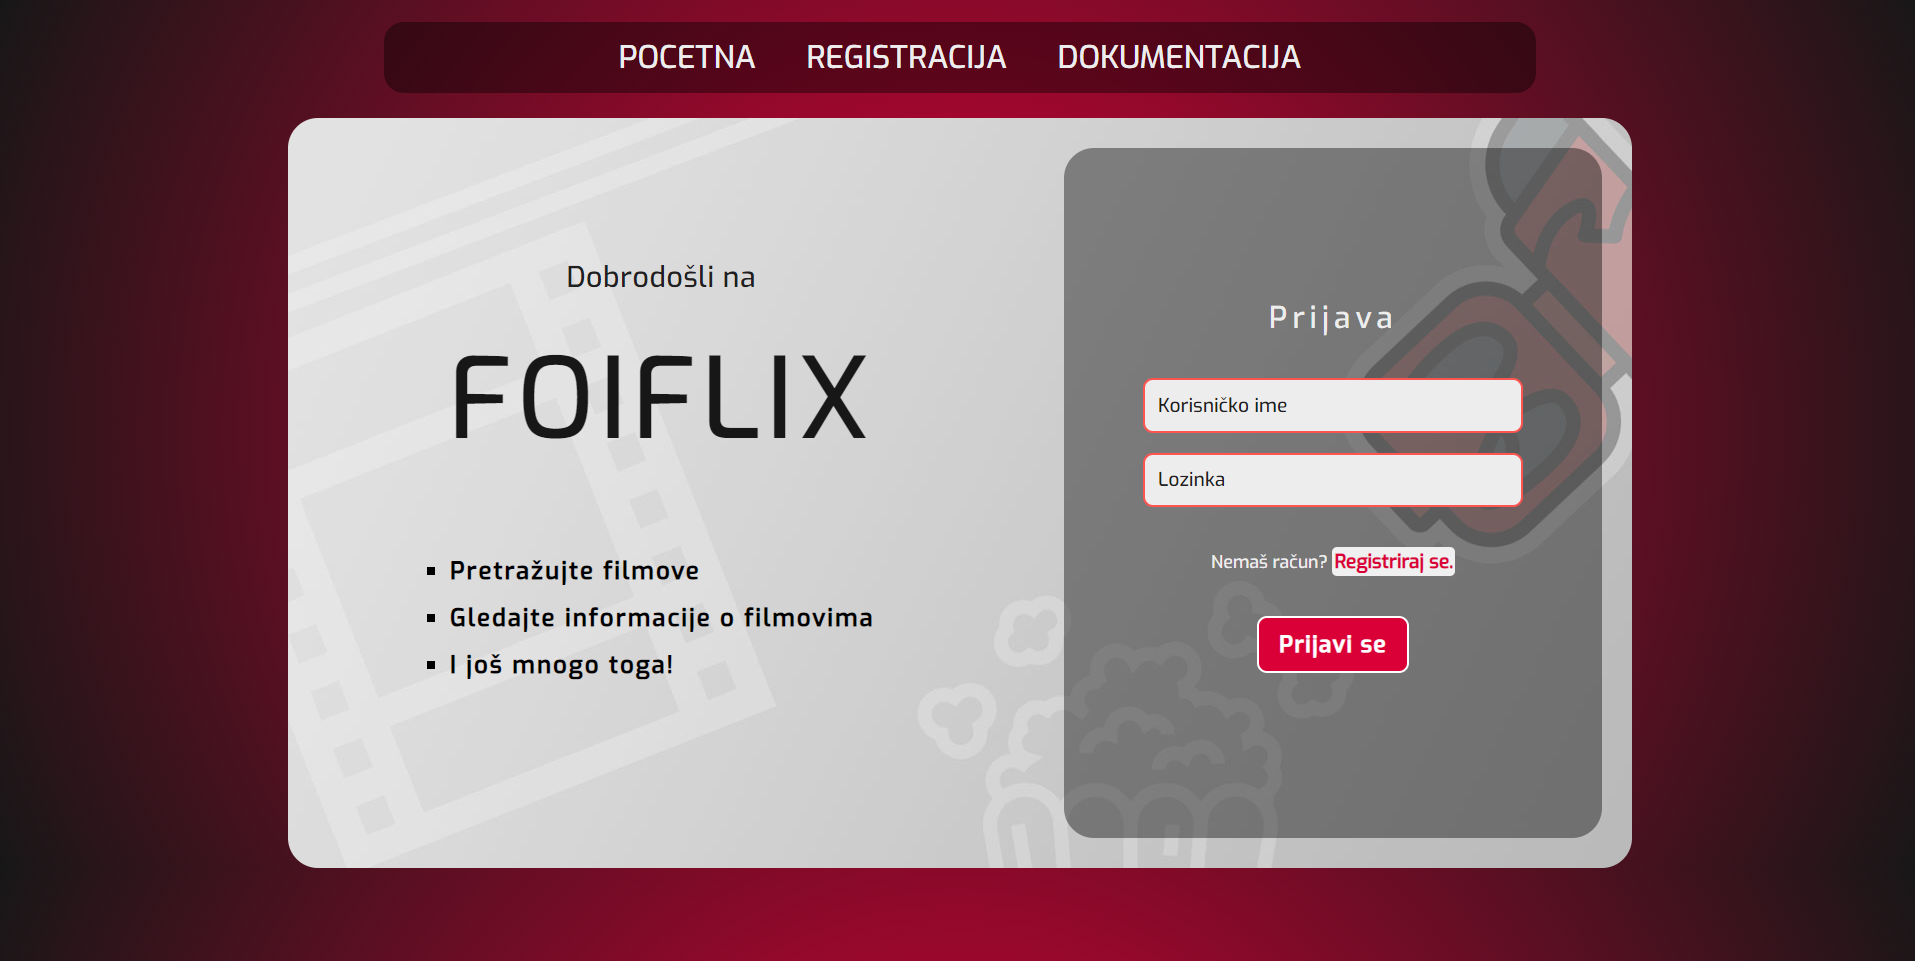 POCETNA REGISTRACIJA DOKUMENTACIJA
Dobrodošli na
FOIFLIX
Pretražujte filmove
Gledajte informacije o filmovima
I još mnogo toga!
Prijava
Korisničko ime
Lozinka
Nemaš račun? Registriraj se.
Prijavi se